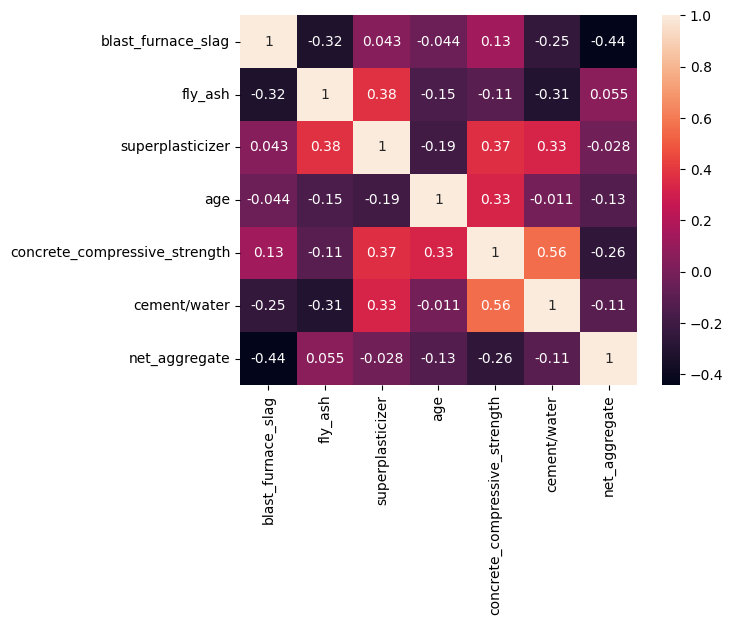 blast_furnace_slag 1 -0.32 0.043 -0.044 0.13 -0.25 -0.44
fly_ash -0.32 1 0.38 -0.15 -0.11 -0.31 0.055
superplasticizer 0.043 0.38 1 -0.19 0.37 0.33 -0.028
age -0.044 -0.15 -0.19 1 0.33 -0.011 -0.13
concrete_compressive_strength 0.13 -0.11 0.37 0.33 1 0.56 -0.26
cement/water -0.25 -0.31 0.33 -0.011 0.56 1 -0.11
net_aggregate -0.44 0.055 -0.028 -0.13 -0.26 -0.11 1
blast_furnace_slag
fly_ash
superplasticizer
age
concrete_compressive_strength
cement/water
net_aggregate
1.0
0.8
0.6
0.4
0.2
0.0
−0.2
−0.4